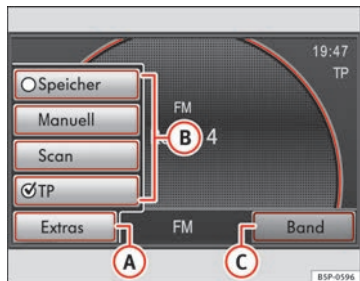 19:47
TP
Speicher
FM
Manuell
B
4
Scan
TP
Extras
FM
Band
A
C
BSP-0596